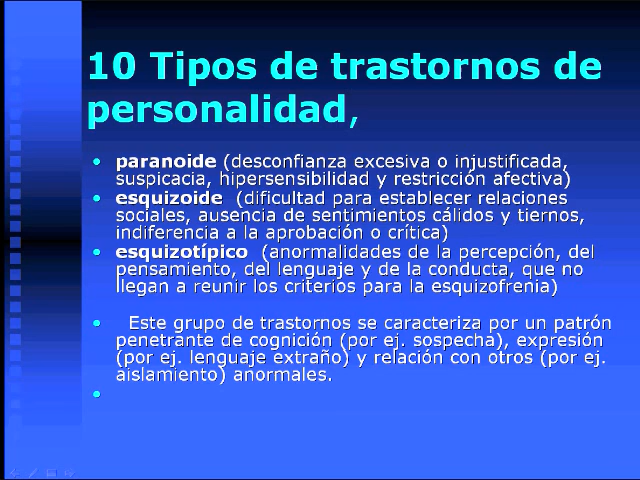 10 Tipos de trastornos de
personalidad,
• paranoide (desconfianza excesiva o injustificada,
suspicacia, hipersensibilidad y restricción afectiva)
• esquizoide (dificultad para establecer relaciones
sociales, ausencia de sentimientos cálidos y tiernos,
indiferencia a la aprobación o crítica)
• esquizotípico (anormalidades de la percepción, del
pensamiento, del lenguaje y de la conducta, que no
llegan a reunir los criterios para la esquizofrenia)
• Este grupo de trastornos se caracteriza por un patrón
penetrante de cognición (por ej. sospecha), expresión
(por ej. lenguaje extraño) y relación con otros (por ej.
aislamiento) anormales.
•